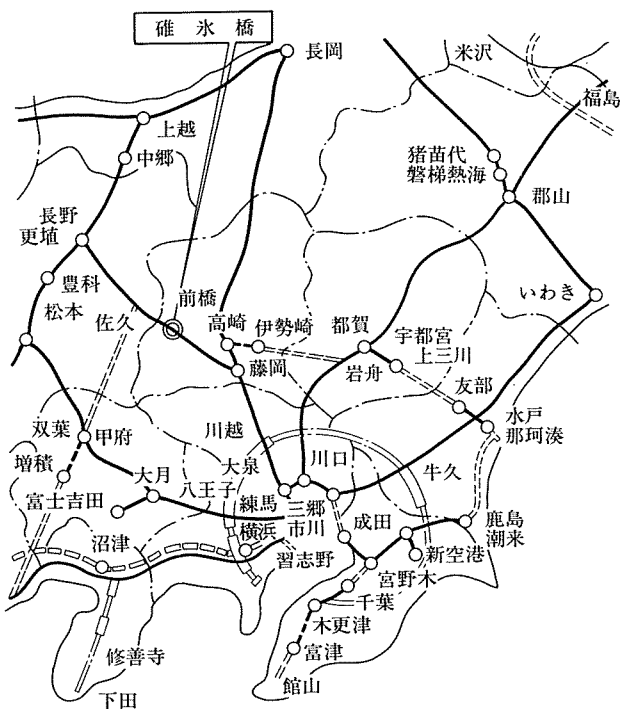 碓氷橋
長岡
米沢
福島
上越
中郷
猪苗代
磐梯熱海
郡山
長野
更埴
豊科
松本
佐久
前橋
高崎
伊勢崎
都賀
宇都宮
上三川
いわき
藤岡
岩舟
友部
水戸
那珂湊
双葉
甲府
川越
増積
大月
大泉
川口
牛久
富士吉田
八王子
練馬
三郷
市川
成田
鹿島
潮来
沼津
横浜
習志野
新空港
宮野木
千葉
木更津
修善寺
富津
下田
館山